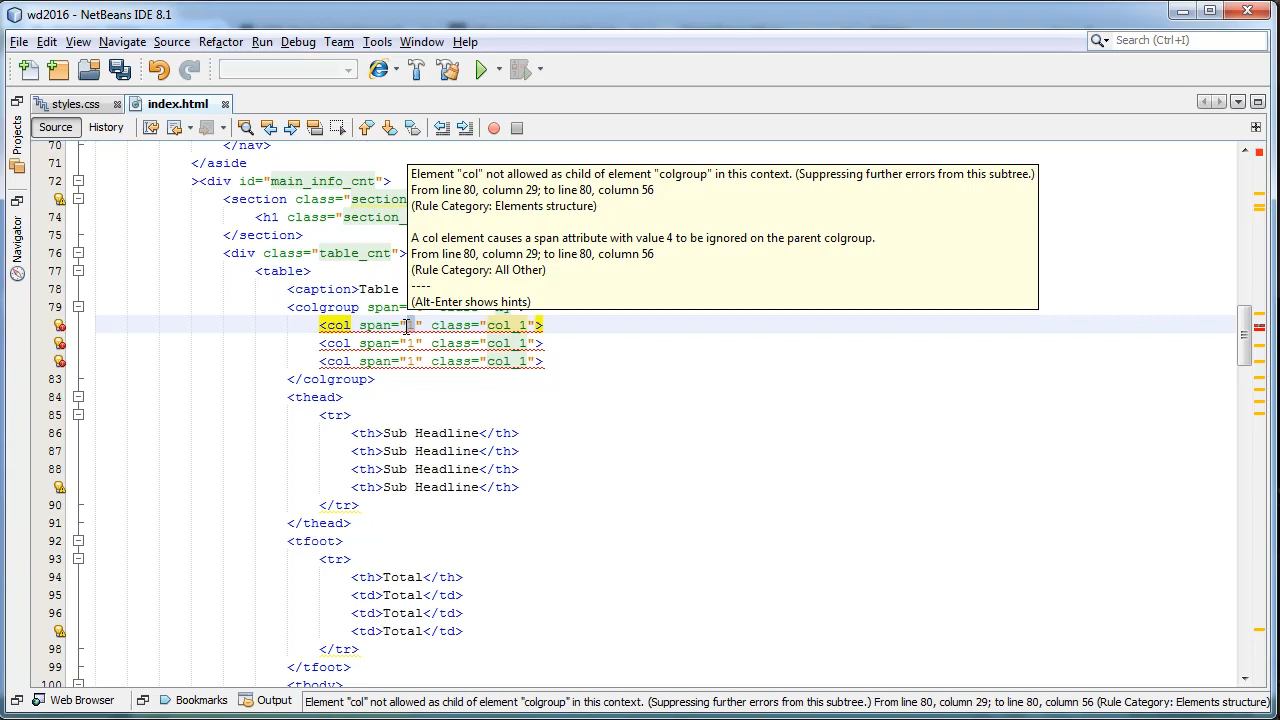 wd2016 - NetBeans IDE 8.1
File Edit View Navigate Source Refactor Run Debug Team Tools Window Help
Search (Ctrl+I)
styles.css index.html
Source History
Projects
Navigator
70 </nav>
71 </aside
72 ><div id="main_info_cnt">
<section class="section
74 <h1 class="section_
75 </section>
76 <div class="table_cnt">
77 <table>
78 <caption>Table
79 <colgroup span=
<col span="1" class="col_1">
<col span="1" class="col_1">
<col span="1" class="col_1">
83 </colgroup>
84 <thead>
85 <tr>
86 <th>Sub Headline</th>
87 <th>Sub Headline</th>
88 <th>Sub Headline</th>
<th>Sub Headline</th>
90 </tr>
91 </thead>
92 <tfoot>
93 <tr>
94 <th>Total</th>
95 <td>Total</td>
96 <td>Total</td>
<td>Total</td>
98 </tr>
99 </tfoot>
100 <tbody>
Element "col" not allowed as child of element "colgroup" in this context. (Suppressing further errors from this subtree.)
From line 80, column 29; to line 80, column 56
(Rule Category: Elements structure)
A col element causes a span attribute with value 4 to be ignored on the parent colgroup.
From line 80, column 29; to line 80, column 56
(Rule Category: All Other)
----
(Alt-Enter shows hints)
Web Browser Bookmarks Output Element "col" not allowed as child of element "colgroup" in this context. (Suppressing further errors from this subtree.) From line 80, column 29; to line 80, column 56 (Rule Category: Elements structure)